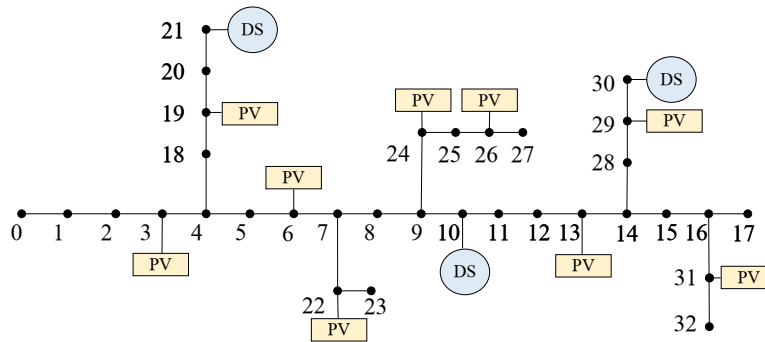 21 DS
20
30 DS
PV PV
19 PV
29 PV
18
24 25 26 27
28
PV
0 1 2 3 4 5 6 7 8 9 10 11 12 13 14 15 16 17
PV
DS
PV
31 PV
22 23
PV
32